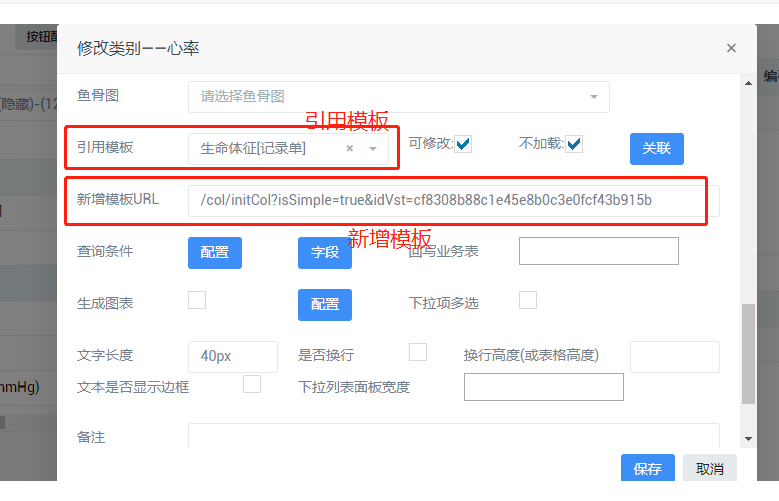 按钮配
修改类别——心率 ×
编
鱼骨图 请选择鱼骨图
(隐藏)-(12
引用模板
引用模板 生命体征[记录单] × 可修改: 不加载: 关联
新增模板URL /col/initCol?isSimple=true&idVst=cf8308b88c1e45e8b0c3e0fcf43b915b
新增模板
查询条件 配置 字段 回写业务表
生成图表 配置 下拉项多选
文字长度 40px 是否换行 换行高度(或表格高度)
nmHg) 文本是否显示边框 下拉列表面板宽度
备注
保存 取消